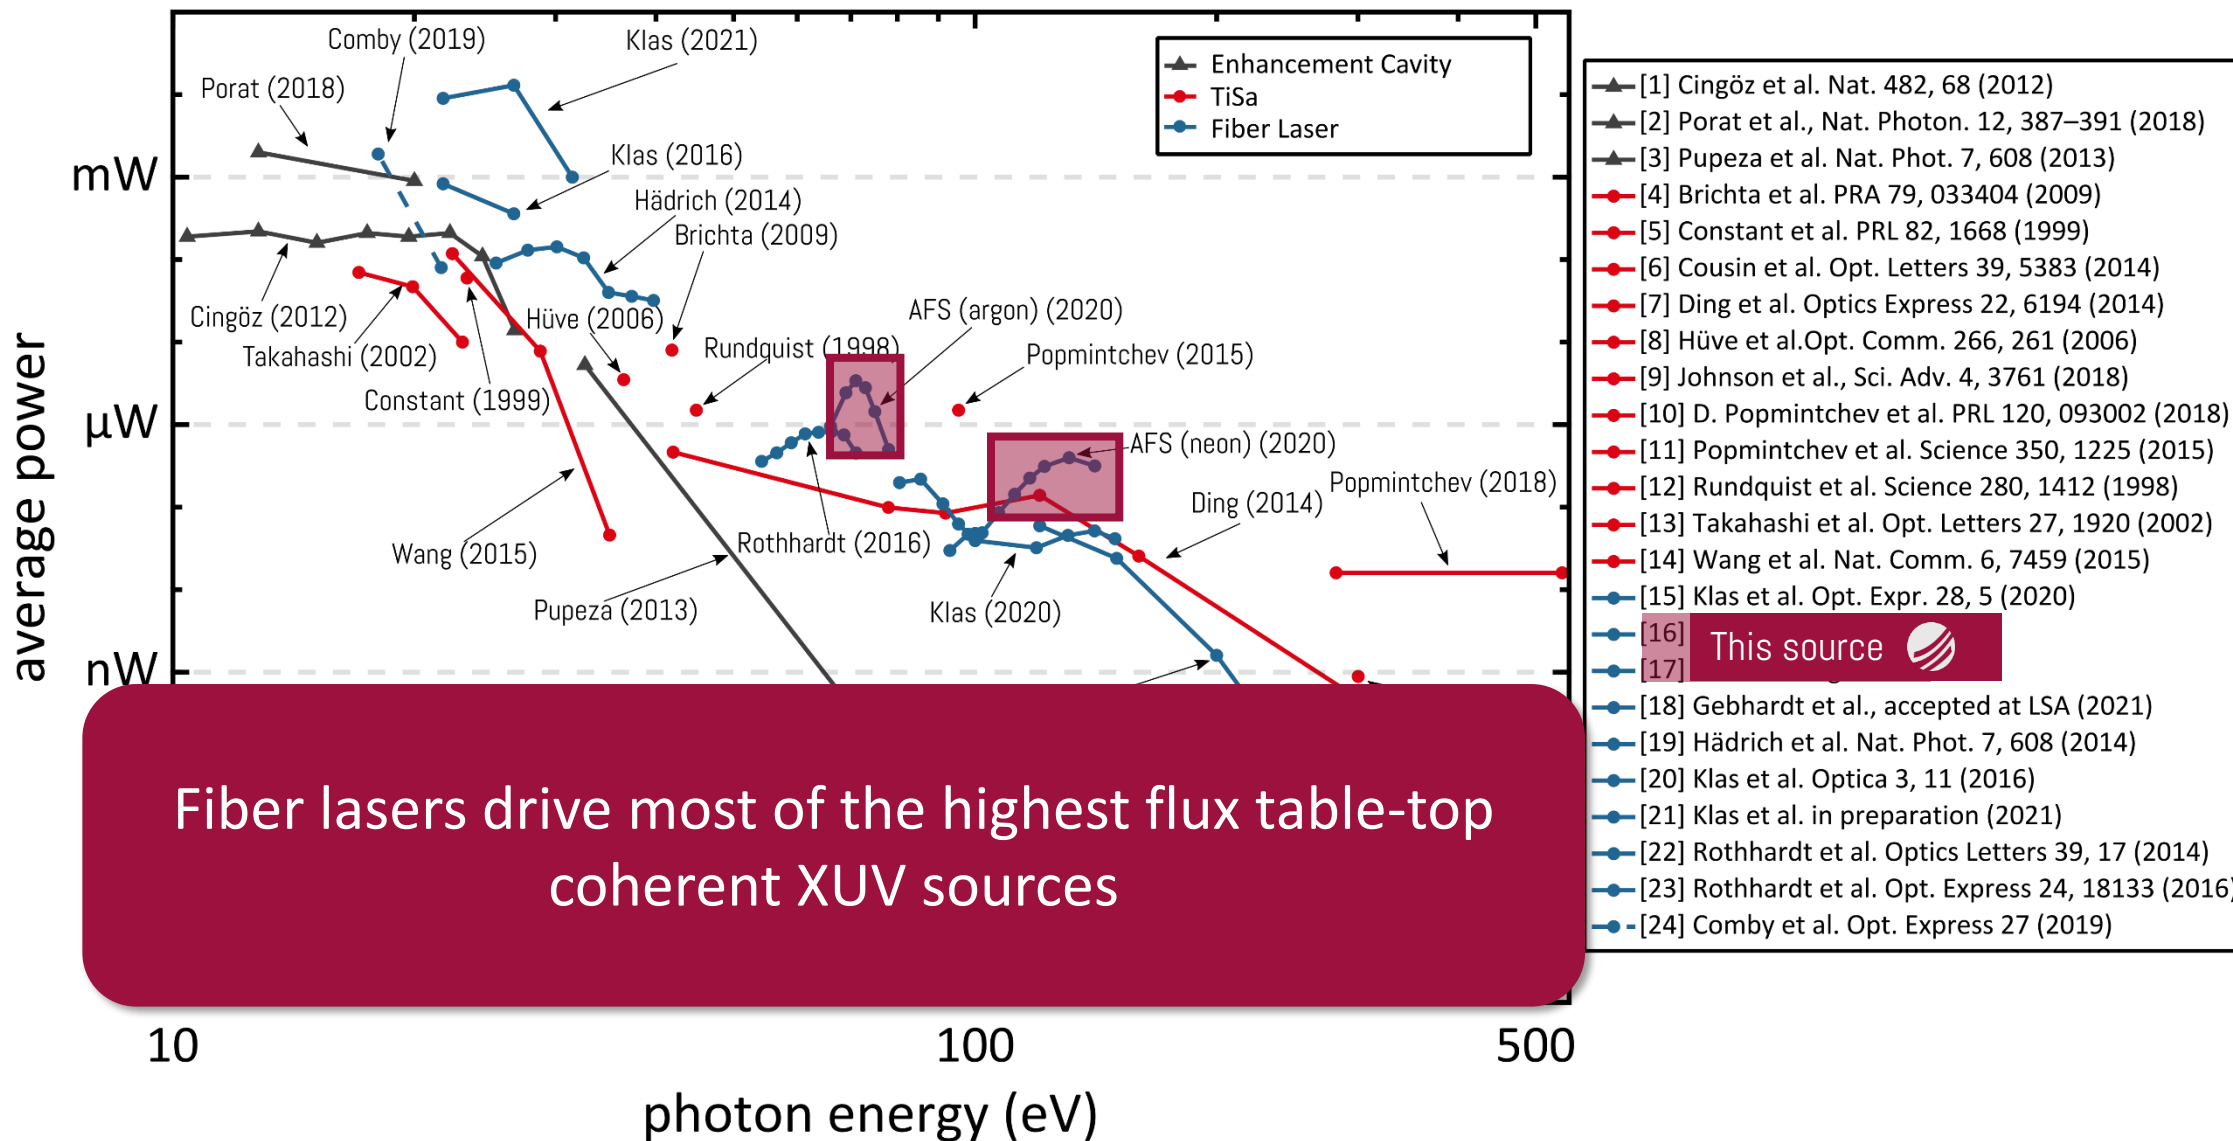 Comby (2019)
Klas (2021)
Porat (2018)
Enhancement Cavity
TiSa
Fiber Laser
mW
Klas (2016)
Hädrich (2014)
Brichta (2009)
Cingöz (2012)
Hüve (2006)
AFS (argon) (2020)
Takahashi (2002)
Rundquist (1998)
Popmintchev (2015)
Constant (1999)
µW
AFS (neon) (2020)
Popmintchev (2018)
Ding (2014)
Wang (2015)
Rothhardt (2016)
Pupeza (2013)
Klas (2020)
nW
average power
Fiber lasers drive most of the highest flux table-top
coherent XUV sources
10
100
500
photon energy (eV)
[1] Cingöz et al. Nat. 482, 68 (2012)
[2] Porat et al., Nat. Photon. 12, 387–391 (2018)
[3] Pupeza et al. Nat. Phot. 7, 608 (2013)
[4] Brichta et al. PRA 79, 033404 (2009)
[5] Constant et al. PRL 82, 1668 (1999)
[6] Cousin et al. Opt. Letters 39, 5383 (2014)
[7] Ding et al. Optics Express 22, 6194 (2014)
[8] Hüve et al.Opt. Comm. 266, 261 (2006)
[9] Johnson et al., Sci. Adv. 4, 3761 (2018)
[10] D. Popmintchev et al. PRL 120, 093002 (2018)
[11] Popmintchev et al. Science 350, 1225 (2015)
[12] Rundquist et al. Science 280, 1412 (1998)
[13] Takahashi et al. Opt. Letters 27, 1920 (2002)
[14] Wang et al. Nat. Comm. 6, 7459 (2015)
[15] Klas et al. Opt. Expr. 28, 5 (2020)
[16]
This source
[17]
[18] Gebhardt et al., accepted at LSA (2021)
[19] Hädrich et al. Nat. Phot. 7, 608 (2014)
[20] Klas et al. Optica 3, 11 (2016)
[21] Klas et al. in preparation (2021)
[22] Rothhardt et al. Optics Letters 39, 17 (2014)
[23] Rothhardt et al. Opt. Express 24, 18133 (2016)
[24] Comby et al. Opt. Express 27 (2019)